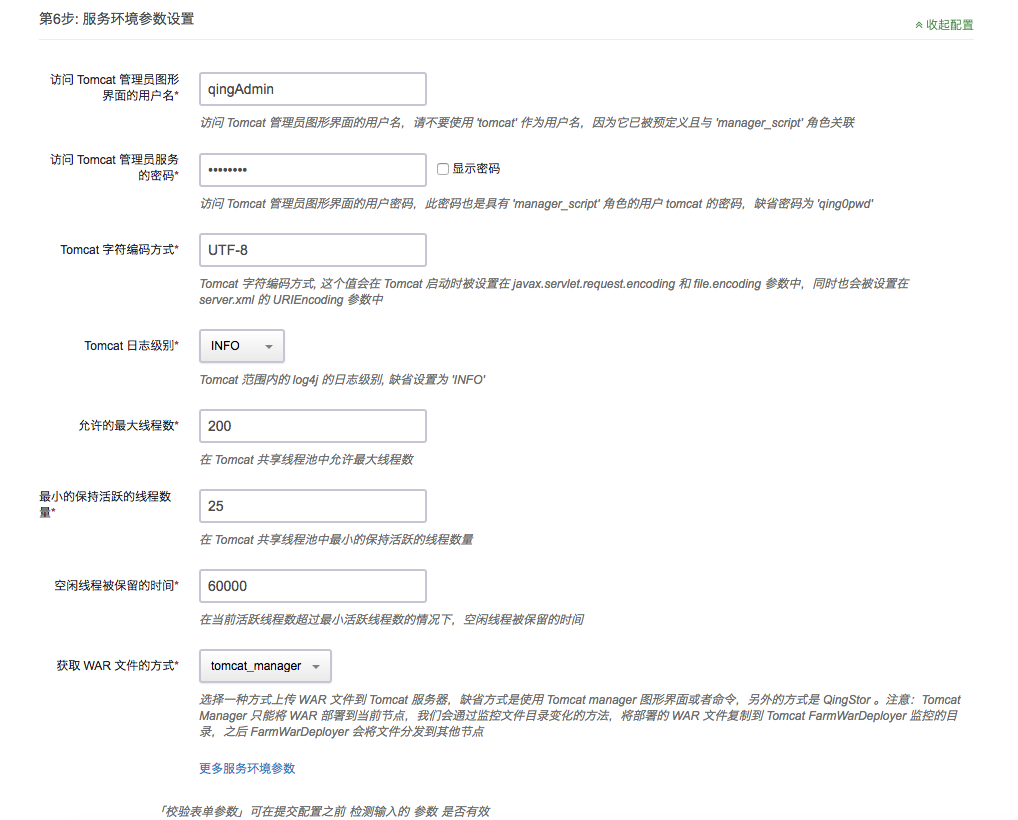 第6步: 服务环境参数设置
收起配置
访问 Tomcat 管理员图形
界面的用户名*
qingAdmin
访问 Tomcat 管理员图形界面的用户名，请不要使用 'tomcat' 作为用户名，因为它已被预定义且与 'manager_script' 角色关联
访问 Tomcat 管理员服务
的密码*
••••••••
显示密码
访问 Tomcat 管理员图形界面的用户密码，此密码也是具有 'manager_script' 角色的用户 tomcat 的密码，缺省密码为 'qing0pwd'
Tomcat 字符编码方式*
UTF-8
Tomcat 字符编码方式, 这个值会在 Tomcat 启动时被设置在 javax.servlet.request.encoding 和 file.encoding 参数中，同时也会被设置在
server.xml 的 URIEncoding 参数中
Tomcat 日志级别*
INFO
Tomcat 范围内的 log4j 的日志级别, 缺省设置为 'INFO'
允许的最大线程数*
200
在 Tomcat 共享线程池中允许最大线程数
最小的保持活跃的线程数
量*
25
在 Tomcat 共享线程池中最小的保持活跃的线程数量
空闲线程被保留的时间*
60000
在当前活跃线程数超过最小活跃线程数的情况下，空闲线程被保留的时间
获取 WAR 文件的方式*
tomcat_manager
选择一种方式上传 WAR 文件到 Tomcat 服务器，缺省方式是使用 Tomcat manager 图形界面或者命令，另外的方式是 QingStor 。注意：Tomcat
Manager 只能将 WAR 部署到当前节点，我们会通过监控文件目录变化的方法，将部署的 WAR 文件复制到 Tomcat FarmWarDeployer 监控的目
录，之后 FarmWarDeployer 会将文件分发到其他节点
更多服务环境参数
「校验表单参数」可在提交配置之前 检测输入的 参数 是否有效